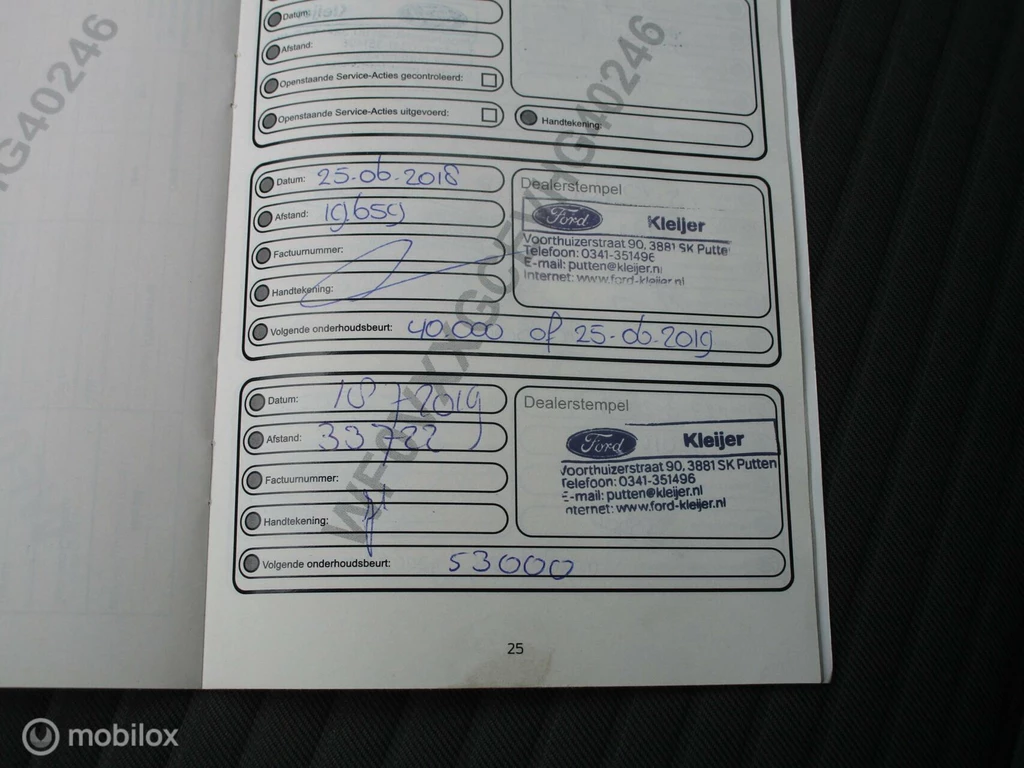 Datum:
Afstand:
Openstaande Service-Acties gecontroleerd:
Openstaande Service-Acties uitgevoerd:
Handtekening:
Datum: 25-06-2018
Afstand: 19.659
Factuurnummer:
Handtekening:
Dealerstempel
Ford Kleijer
Voorthuizerstraat 90, 3881 SK Putte
Telefoon: 0341-351496
E-mail: putten@kleijer.nl
Internet: www.ford-kleijer.nl
Volgende onderhoudsbeurt: 40.000 of 25-06-2019
Datum: 18 7 2019
Afstand: 33722
Factuurnummer:
Handtekening:
Dealerstempel
Ford Kleijer
Voorthuizerstraat 90, 3881 SK Putten
Telefoon: 0341-351496
E-mail: putten@kleijer.nl
nternet: www.ford-kleijer.nl
Volgende onderhoudsbeurt: 53000
25
G40246
mobilox